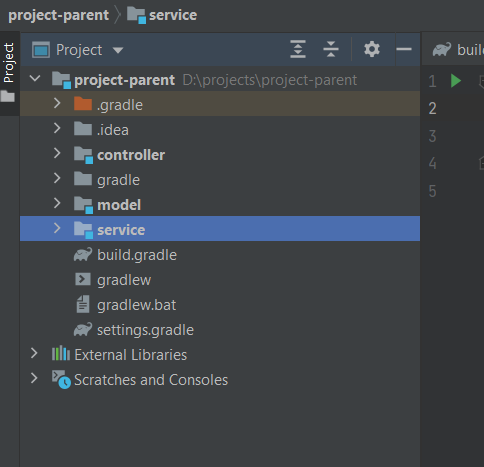 project-parent service
Project
Project
buil
project-parent D:\projects\project-parent
1
.gradle
2
.idea
3
controller
4
gradle
5
model
service
build.gradle
gradlew
gradlew.bat
settings.gradle
External Libraries
Scratches and Consoles